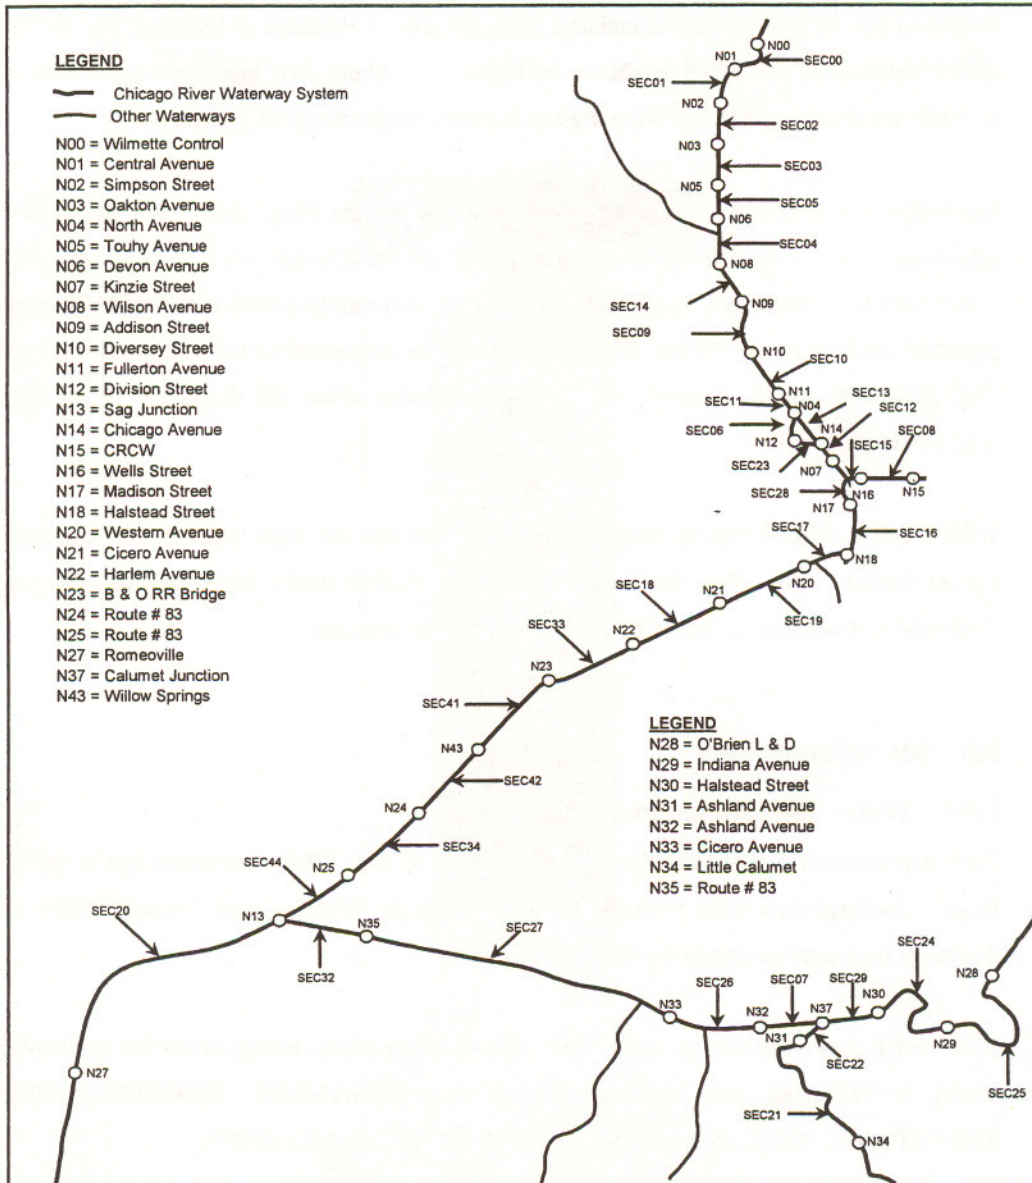 LEGEND
Chicago River Waterway System
Other Waterways
N00 = Wilmette Control
N01 = Central Avenue
N02 = Simpson Street
N03 = Oakton Avenue
N04 = North Avenue
N05 = Touhy Avenue
N06 = Devon Avenue
N07 = Kinzie Street
N08 = Wilson Avenue
N09 = Addison Street
N10 = Diversey Street
N11 = Fullerton Avenue
N12 = Division Street
N13 = Sag Junction
N14 = Chicago Avenue
N15 = CRCW
N16 = Wells Street
N17 = Madison Street
N18 = Halstead Street
N20 = Western Avenue
N21 = Cicero Avenue
N22 = Harlem Avenue
N23 = B & O RR Bridge
N24 = Route # 83
N25 = Route # 83
N27 = Romeoville
N37 = Calumet Junction
N43 = Willow Springs
N00
N01
SEC00
SEC01
N02
SEC02
N03
SEC03
N05
SEC05
N06
SEC04
N08
SEC14
N09
SEC09
N10
SEC10
N11
SEC13
SEC11
N04
SEC12
SEC06
N14
N12
SEC15
SEC08
SEC23
N07
SEC28
N16
N15
N17
SEC17
SEC16
N18
N20
SEC18
N21
SEC19
SEC33
N22
N23
SEC41
N43
SEC42
N24
SEC34
SEC44
N25
SEC20
N13
N35
SEC27
SEC32
N27
LEGEND
N28 = O'Brien L & D
N29 = Indiana Avenue
N30 = Halstead Street
N31 = Ashland Avenue
N32 = Ashland Avenue
N33 = Cicero Avenue
N34 = Little Calumet
N35 = Route # 83
SEC24
SEC26
SEC07
SEC29
N28
N30
N33
N32
N37
N31
SEC22
N29
SEC25
SEC21
N34